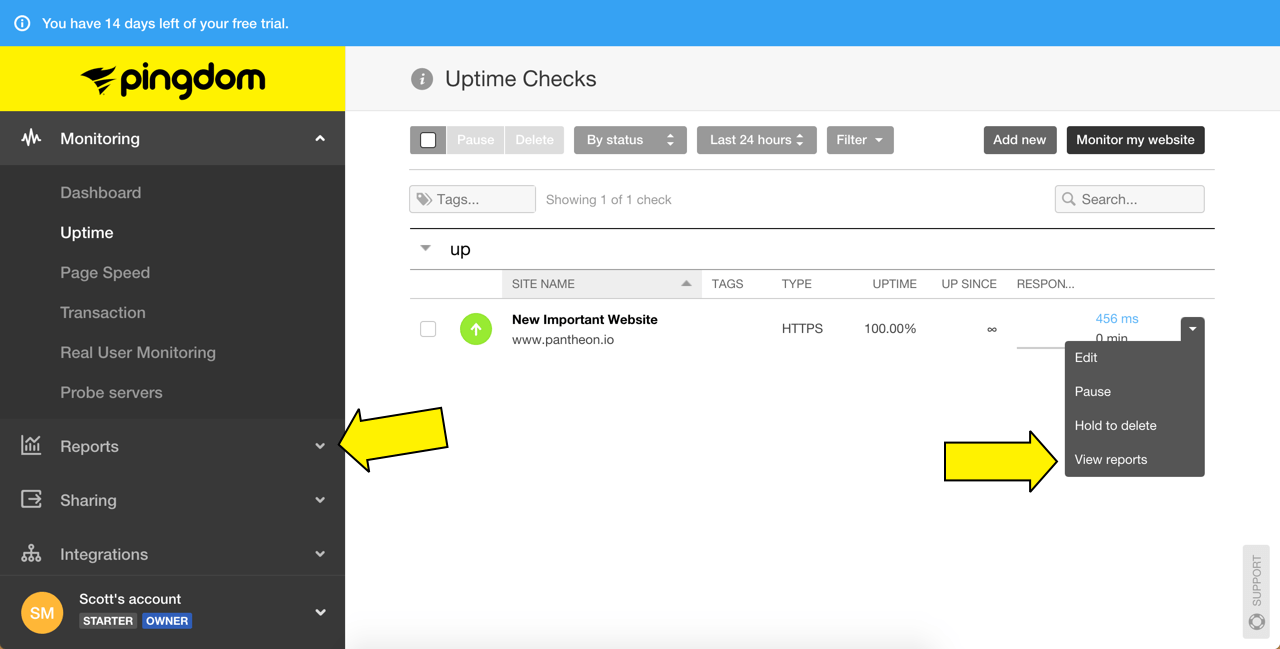 You have 14 days left of your free trial.
pingdom
Monitoring
Dashboard
Uptime
Page Speed
Transaction
Real User Monitoring
Probe servers
Reports
Sharing
Integrations
SM
Scott's account
STARTER OWNER
Uptime Checks
Pause Delete By status Last 24 hours Filter Add new Monitor my website
Tags... Showing 1 of 1 check Search...
up
SITE NAME TAGS TYPE UPTIME UP SINCE RESPON...
New Important Website
www.pantheon.io
HTTPS 100.00% ∞
456 ms
0 min
Edit
Pause
Hold to delete
View reports
SUPPORT